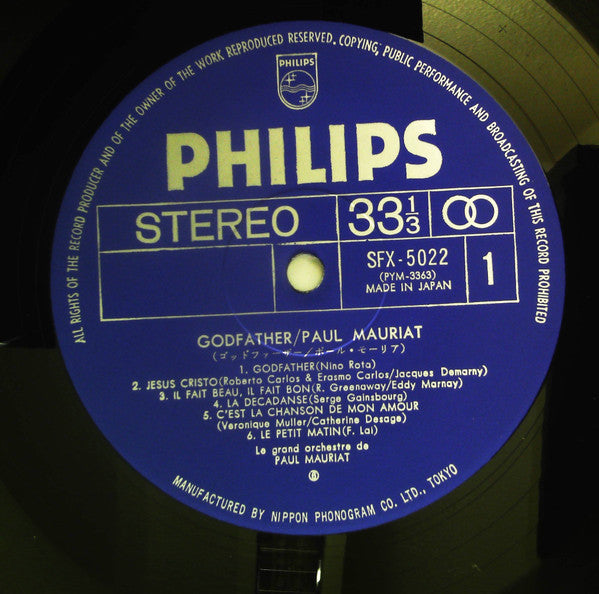 ALL RIGHTS OF THE RECORD PRODUCER AND OF THE OWNER OF THE WORK REPRODUCED RESERVED. COPYING, PUBLIC PERFORMANCE AND BROADCASTING OF THIS RECORD PROHIBITED
PHILIPS
PHILIPS
STEREO
33 1/3
SFX-5022
(PYM-3363)
MADE IN JAPAN
1
GODFATHER/PAUL MAURIAT
(ゴッドファーザー/ポール・モーリア)
1. GODFATHER(Nino Rota)
2. JESUS CRISTO(Roberto Carlos & Erasmo Carlos/Jacques Demarny)
3. IL FAIT BEAU, IL FAIT BON(R. Greenaway/Eddy Marnay)
4. LA DECADANSE(Serge Gainsbourg)
5. C'EST LA CHANSON DE MON AMOUR
(Veronique Muller/Catherine Desage)
6. LE PETIT MATIN(F. Lai)
Le grand orchestre de
PAUL MAURIAT
MANUFACTURED BY NIPPON PHONOGRAM CO. LTD., TOKYO